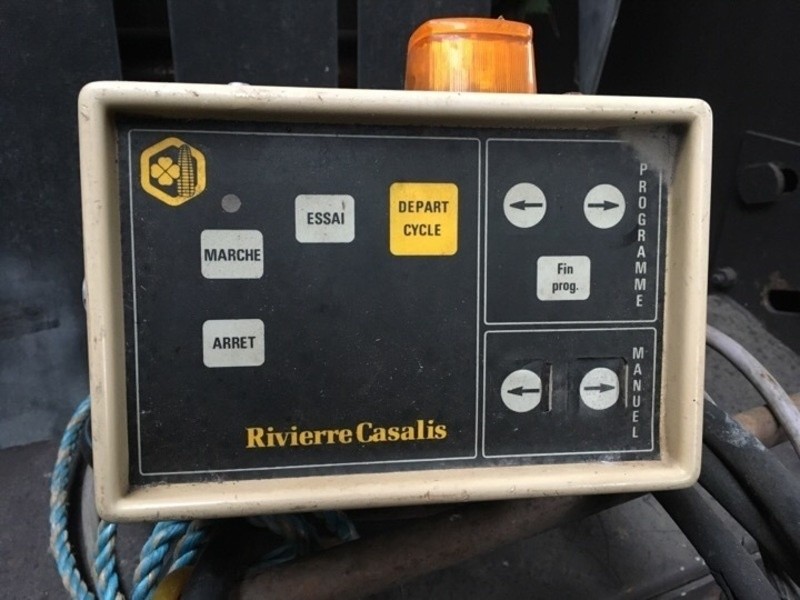 MARCHE
ESSAI
DEPART
CYCLE
ARRET
Rivierre Casalis
PROGRAMME
Fin
prog.
MANUEL